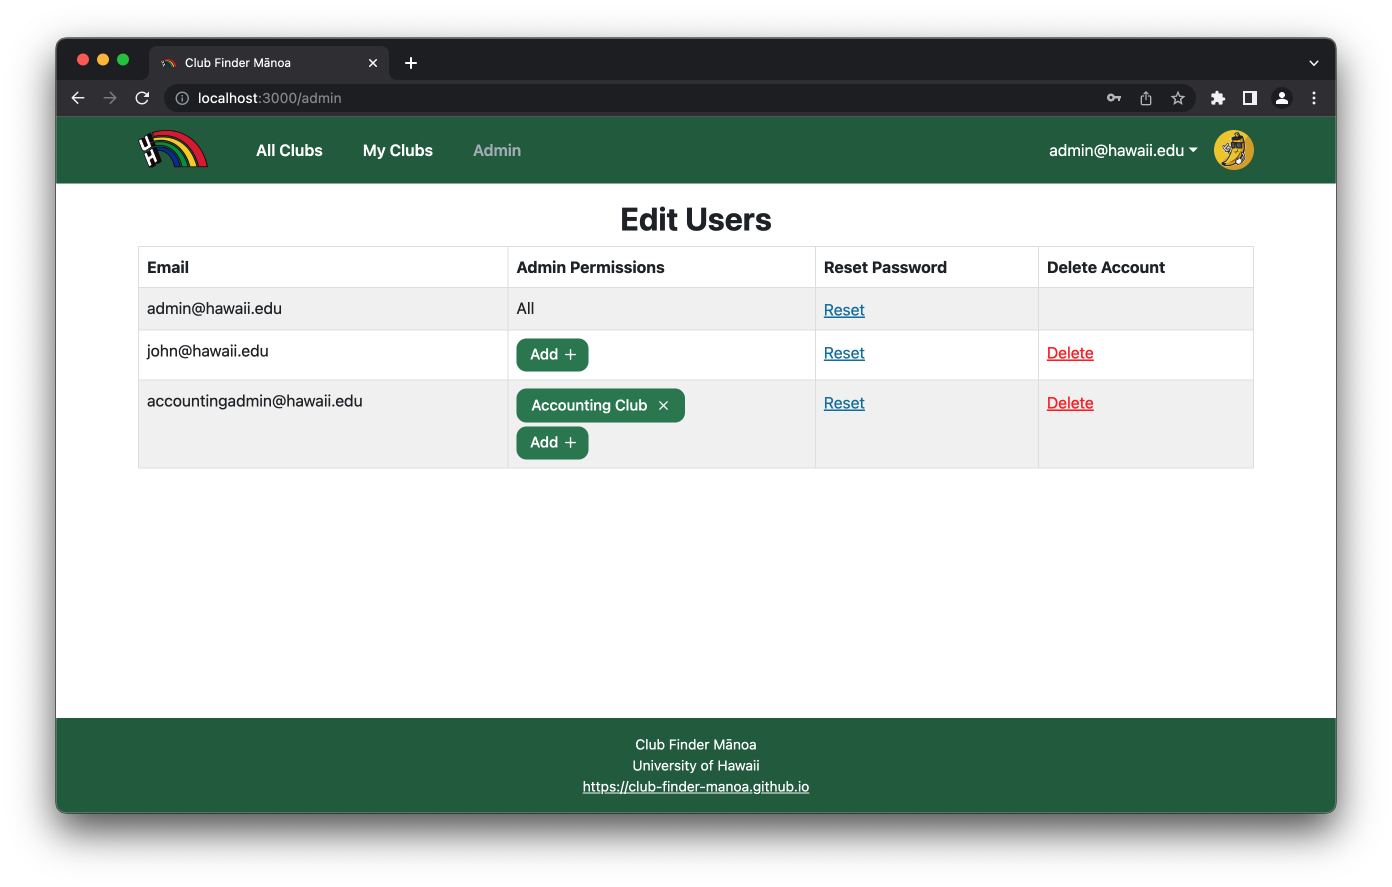 Club Finder Mānoa
localhost:3000/admin
UH
All Clubs My Clubs Admin admin@hawaii.edu
Edit Users
Email Admin Permissions Reset Password Delete Account
admin@hawaii.edu All Reset
john@hawaii.edu Add + Reset Delete
accountingadmin@hawaii.edu Accounting Club × Reset Delete
Add +
Club Finder Mānoa
University of Hawaii
https://club-finder-manoa.github.io